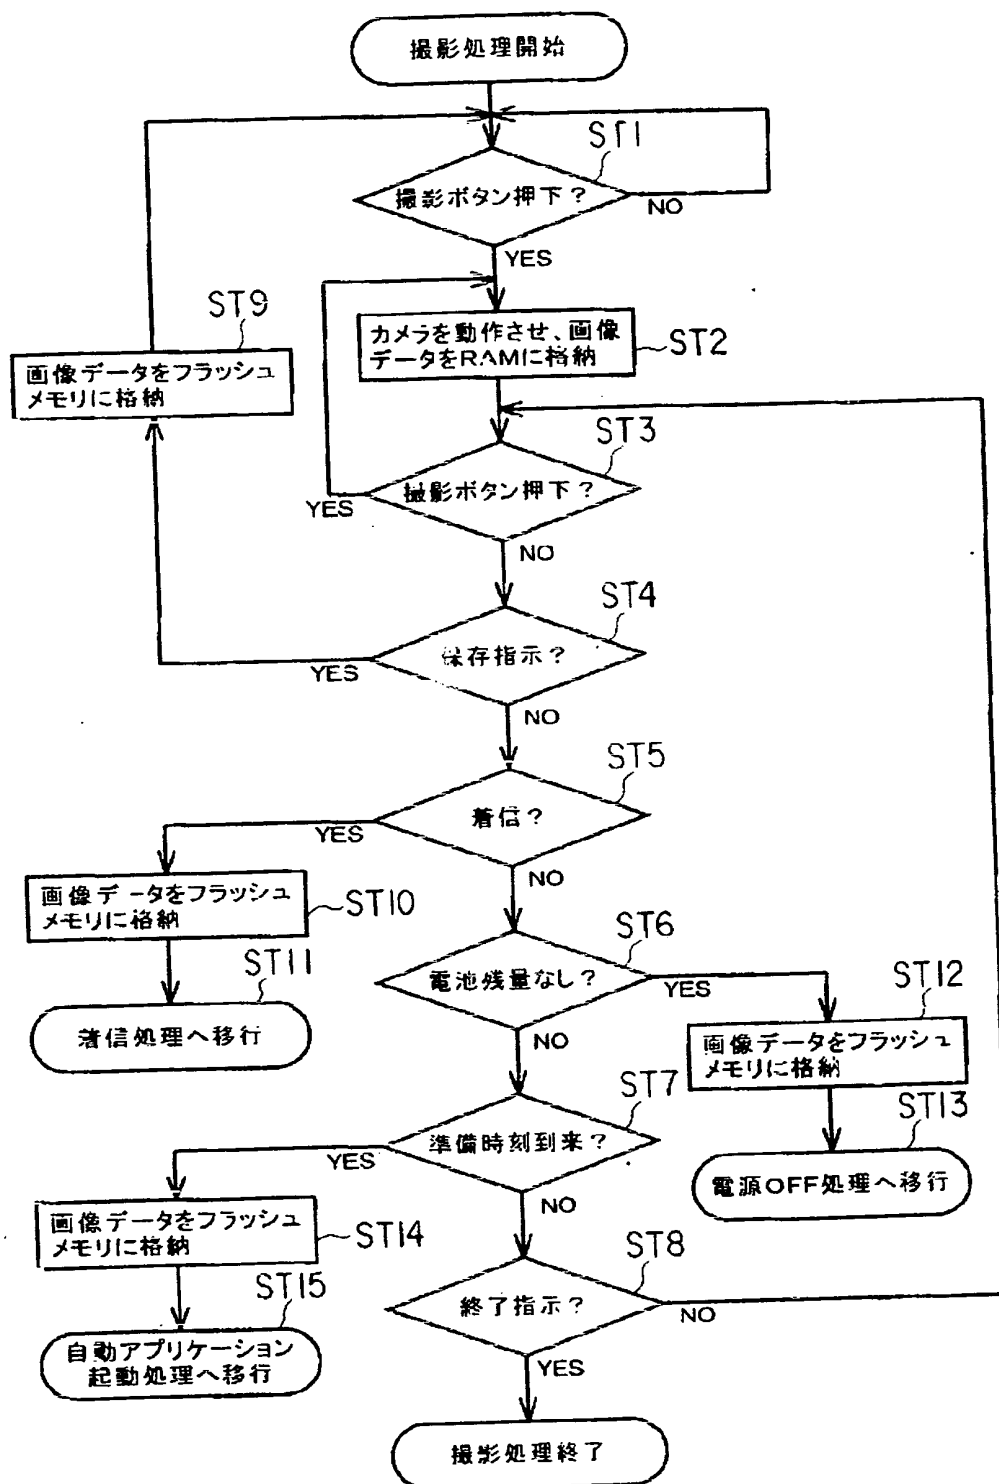 撮影処理開始
ST1
撮影ボタン押下？
NO
YES
ST9
カメラを動作させ、画像
データをRAMに格納
ST2
画像データをフラッシュ
メモリに格納
ST3
撮影ボタン押下？
YES
NO
ST4
保存指示？
YES
NO
ST5
着信？
YES
NO
画像データをフラッシュ
メモリに格納
ST10
ST6
ST11
電池残量なし？
YES
ST12
着信処理へ移行
NO
画像データをフラッシュ
メモリに格納
ST7
ST13
準備時刻到来？
YES
電源OFF処理へ移行
NO
画像データをフラッシュ
メモリに格納
ST14
ST8
ST15
終了指示？
NO
自動アプリケーション
起動処理へ移行
YES
撮影処理終了